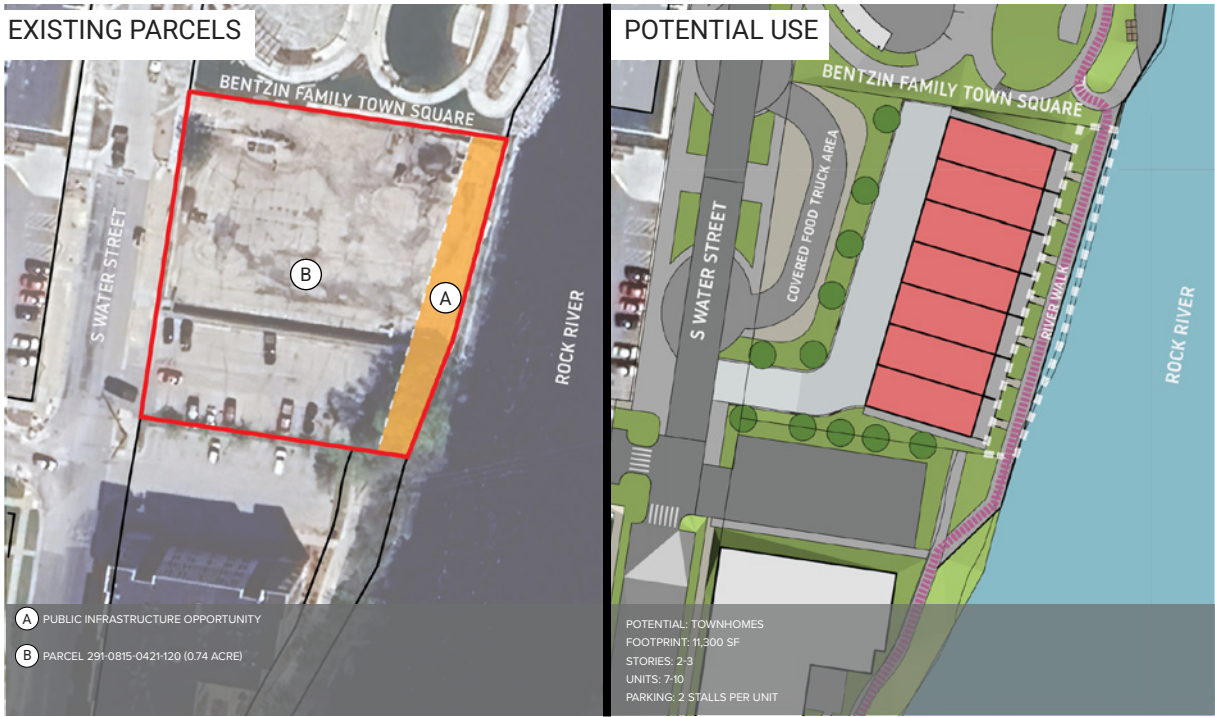 EXISTING PARCELS
BENTZIN FAMILY TOWN SQUARE
S WATER STREET
B
A
ROCK RIVER
A PUBLIC INFRASTRUCTURE OPPORTUNITY
B PARCEL 291-0815-0421-120 (0.74 ACRE)
POTENTIAL USE
BENTZIN FAMILY TOWN SQUARE
COVERED FOOD TRUCK AREA
S WATER STREET
RIVER WALK
ROCK RIVER
POTENTIAL: TOWNHOMES
FOOTPRINT: 11,300 SF
STORIES: 2-3
UNITS: 7-10
PARKING: 2 STALLS PER UNIT